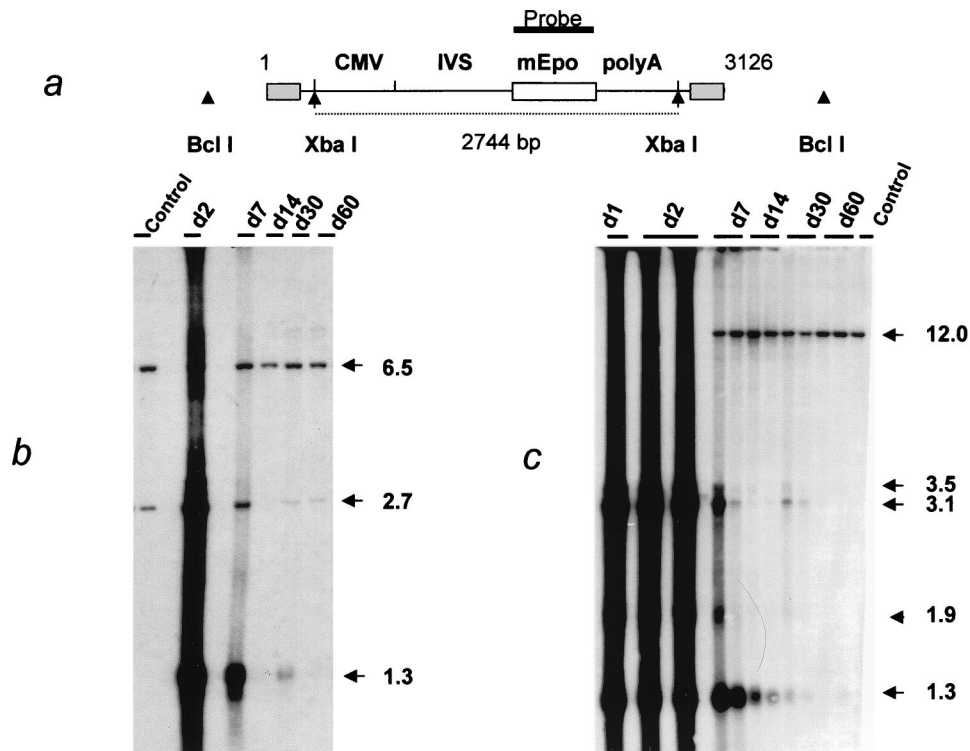 Probe
a
1 CMV IVS mEpo polyA 3126
Bcl I Xba I 2744 bp Xba I Bcl I
Control d2 d7 d14 d30 d60
d1 d2 d7 d14 d30 d60 Control
b
6.5
2.7
1.3
c
12.0
3.5
3.1
1.9
1.3